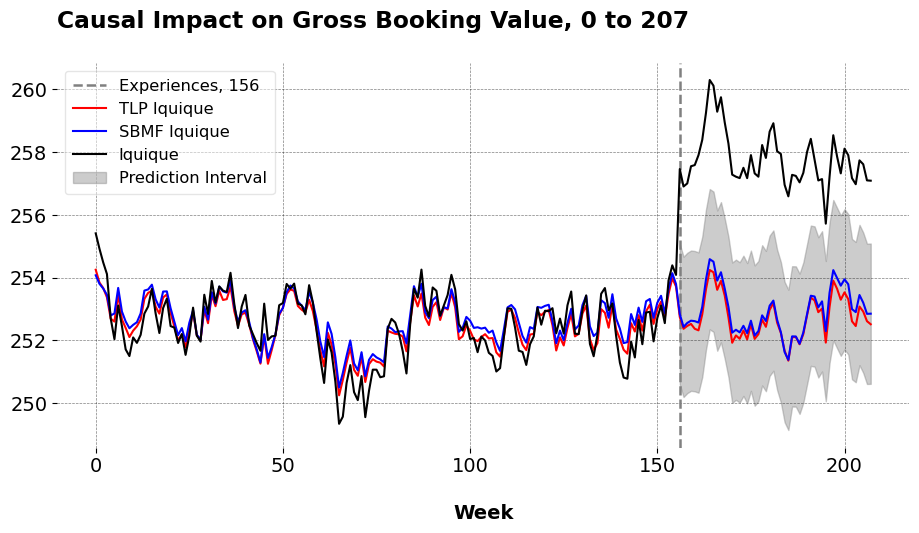 Causal Impact on Gross Booking Value, 0 to 207
Experiences, 156
TLP Iquique
SBMF Iquique
Iquique
Prediction Interval
260
258
256
254
252
250
0
50
100
150
200
Week